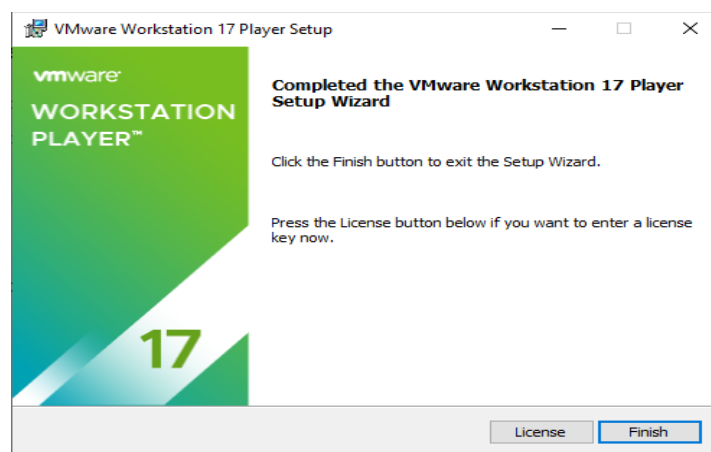 VMware Workstation 17 Player Setup
vmware
WORKSTATION
PLAYER™
17
Completed the VMware Workstation 17 Player
Setup Wizard
Click the Finish button to exit the Setup Wizard.
Press the License button below if you want to enter a license
key now.
License
Finish